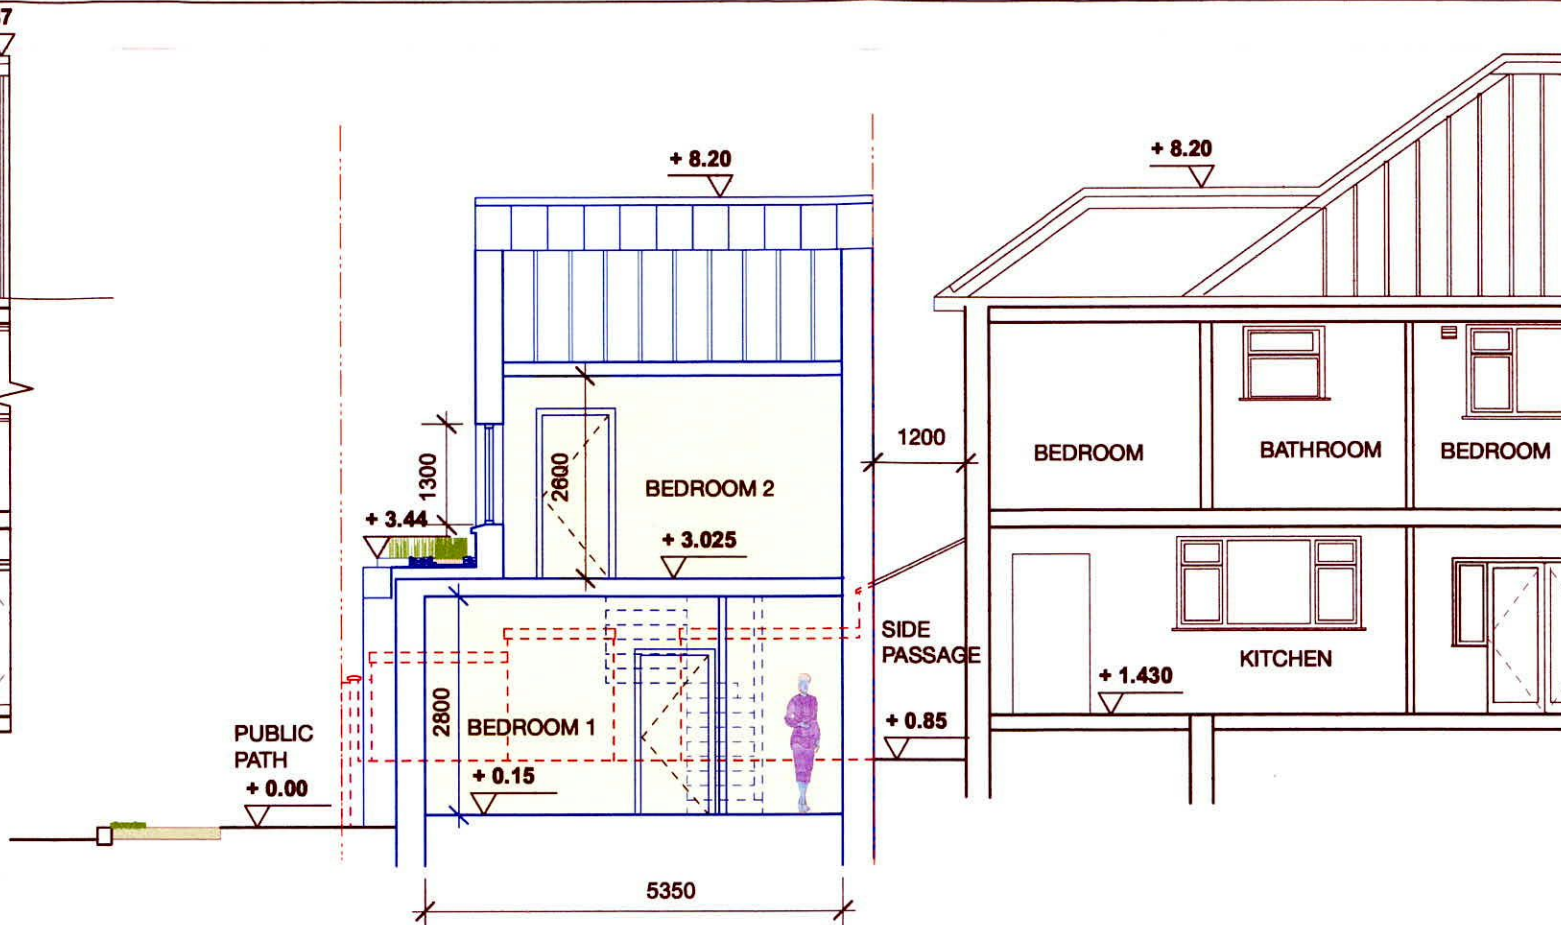 7
+ 8.20
+ 8.20
1200
1300
2600
BEDROOM 2
BEDROOM
BATHROOM
BEDROOM
+ 3.44
+ 3.025
SIDE
PASSAGE
KITCHEN
+ 1.430
2800
BEDROOM 1
+ 0.85
PUBLIC
PATH
+ 0.00
+ 0.15
5350